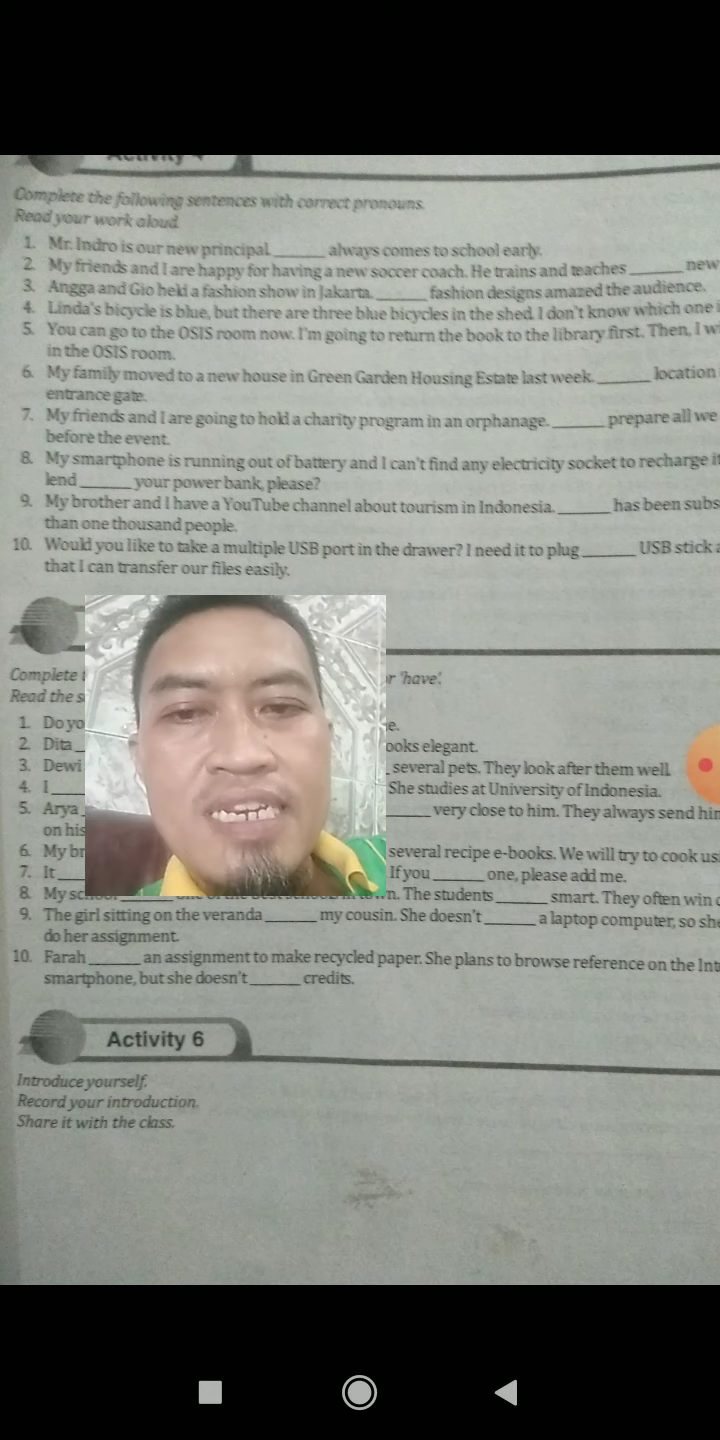 Activity 4
Complete the following sentences with correct pronouns.
Read your work aloud.
1. Mr. Indro is our new principal. ______ always comes to school early.
2. My friends and I are happy for having a new soccer coach. He trains and teaches ______ new
3. Angga and Gio held a fashion show in Jakarta. ______ fashion designs amazed the audience.
4. Linda's bicycle is blue, but there are three blue bicycles in the shed. I don't know which one
5. You can go to the OSIS room now. I'm going to return the book to the library first. Then, I
in the OSIS room.
6. My family moved to a new house in Green Garden Housing Estate last week. ______ location
entrance gate.
7. My friends and I are going to hold a charity program in an orphanage. ______ prepare all we
before the event.
8. My smartphone is running out of battery and I can't find any electricity socket to recharge
lend ______ your power bank, please?
9. My brother and I have a YouTube channel about tourism in Indonesia. ______ has been subs
than one thousand people.
10. Would you like to take a multiple USB port in the drawer? I need it to plug ______ USB stick
that I can transfer our files easily.
Complete r 'have'.
Read the s
1. Do yo e.
2. Dita ooks elegant.
3. Dewi several pets. They look after them well.
4. I ____ She studies at University of Indonesia.
5. Arya ______ very close to him. They always send him
on his
6. My br several recipe e-books. We will try to cook us
7. It ____ If you ______ one, please add me.
8. My school ______ one of the best school in town. The students ______ smart. They often win
9. The girl sitting on the veranda ______ my cousin. She doesn't ______ a laptop computer, so she
do her assignment.
10. Farah ______ an assignment to make recycled paper. She plans to browse reference on the Int
smartphone, but she doesn't ______ credits.
Activity 6
Introduce yourself.
Record your introduction.
Share it with the class.